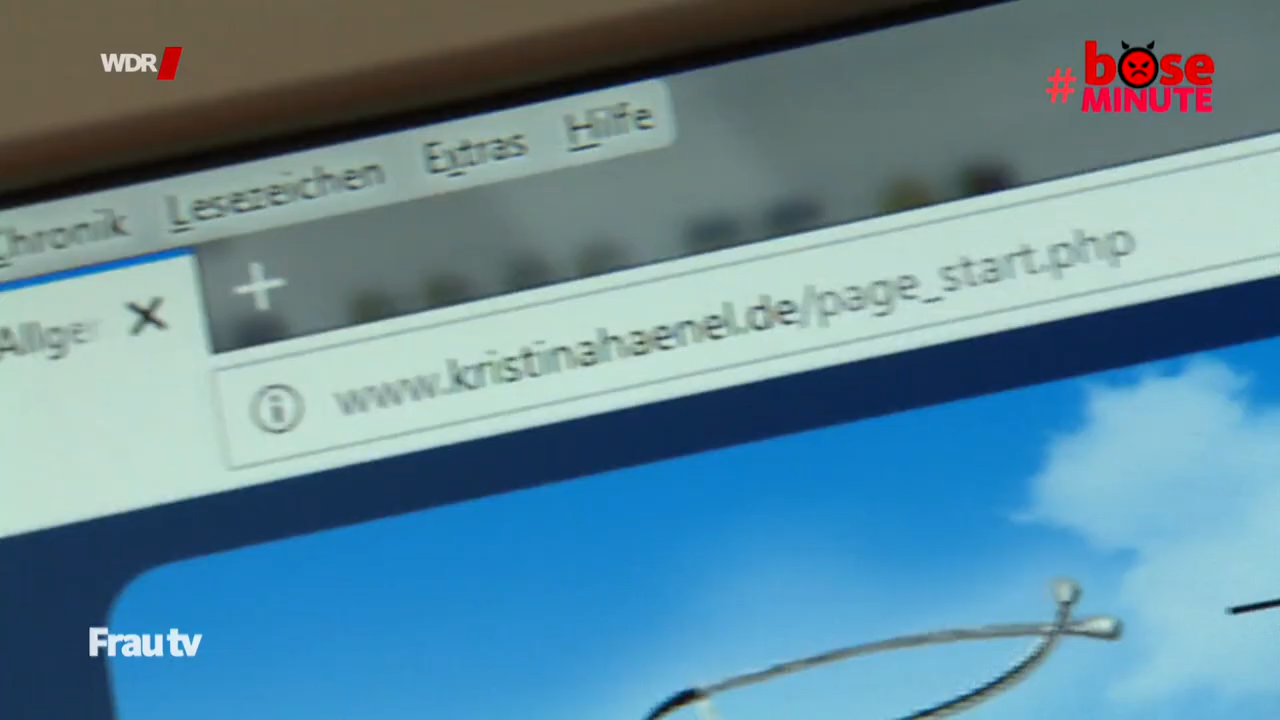 WDR
#böse
MINUTE
Chronik Lesezeichen Extras Hilfe
Allge
www.kristinahaenel.de/page_start.php
Frau tv